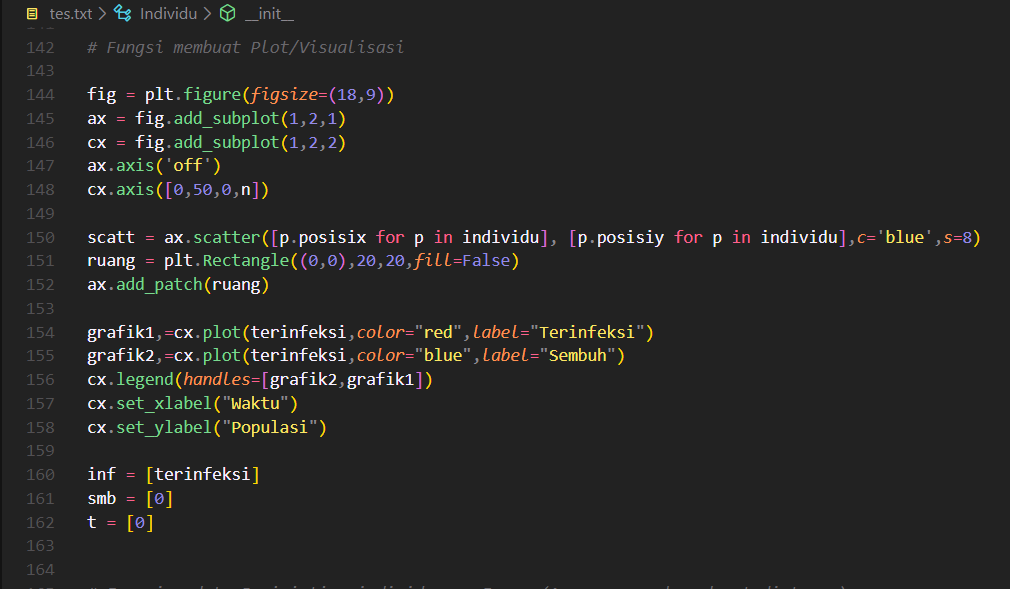 tes.txt > Individu > __init__
142 # Fungsi membuat Plot/Visualisasi
143
144 fig = plt.figure(figsize=(18,9))
145 ax = fig.add_subplot(1,2,1)
146 cx = fig.add_subplot(1,2,2)
147 ax.axis('off')
148 cx.axis([0,50,0,n])
149
150 scatt = ax.scatter([p.posisix for p in individu], [p.posisiy for p in individu],c='blue',s=8)
151 ruang = plt.Rectangle((0,0),20,20,fill=False)
152 ax.add_patch(ruang)
153
154 grafik1,=cx.plot(terinfeksi,color="red",label="Terinfeksi")
155 grafik2,=cx.plot(terinfeksi,color="blue",label="Sembuh")
156 cx.legend(handles=[grafik2,grafik1])
157 cx.set_xlabel("Waktu")
158 cx.set_ylabel("Populasi")
159
160 inf = [terinfeksi]
161 smb = [0]
162 t = [0]
163
164